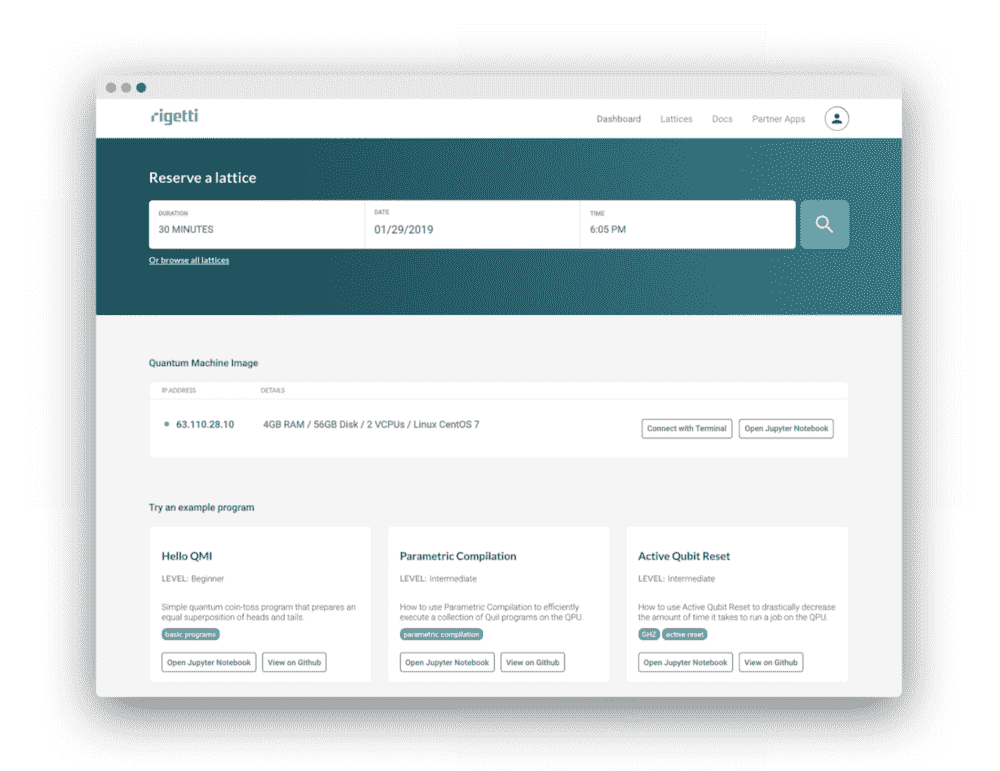 rigetti
Dashboard Lattices Docs Partner Apps
Reserve a lattice
DURATION DATE TIME
30 MINUTES 01/29/2019 6:05 PM
Or browse all lattices
Quantum Machine Image
IP ADDRESS DETAILS
63.110.28.10 4GB RAM / 56GB Disk / 2 VCPUs / Linux CentOS 7 Connect with Terminal Open Jupyter Notebook
Try an example program
Hello QMI
LEVEL: Beginner
Simple quantum coin-toss program that prepares an
equal superposition of heads and tails.
basic programs
Open Jupyter Notebook View on Github
Parametric Compilation
LEVEL: Intermediate
How to use Parametric Compilation to efficiently
execute a collection of Quil programs on the QPU.
parametric compilation
Open Jupyter Notebook View on Github
Active Qubit Reset
LEVEL: Intermediate
How to use Active Qubit Reset to drastically decrease
the amount of time it takes to run a job on the QPU.
GHZ active reset
Open Jupyter Notebook View on Github